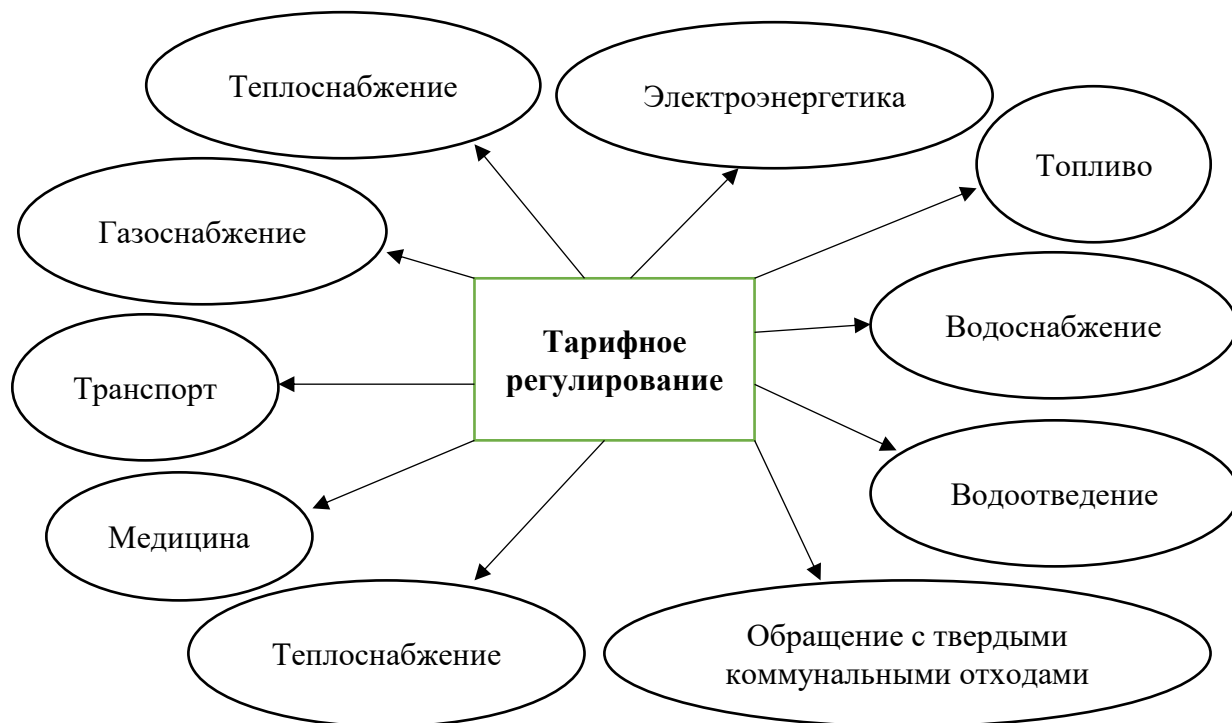 Теплоснабжение
Электроэнергетика
Топливо
Газоснабжение
Водоснабжение
Тарифное
регулирование
Транспорт
Водоотведение
Медицина
Теплоснабжение
Обращение с твердыми
коммунальными отходами